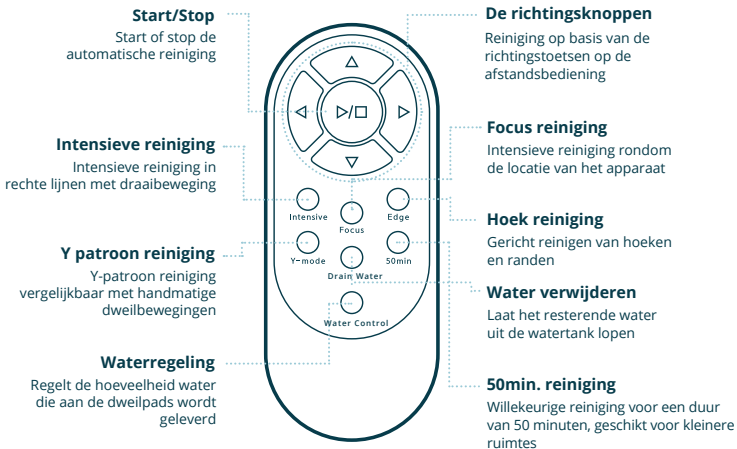 Start/Stop
Start of stop de
automatische reiniging
Intensieve reiniging
Intensieve reiniging in
rechte lijnen met draaibeweging
Y patroon reiniging
Y-patroon reiniging
vergelijkbaar met handmatige
dweilbewegingen
Waterregeling
Regelt de hoeveelheid water
die aan de dweilpads wordt
geleverd
Intensive
Focus
Edge
Y-mode
Drain Water
50min
Water Control
De richtingsknoppen
Reiniging op basis van de
richtingstoetsen op de
afstandsbediening
Focus reiniging
Intensieve reiniging rondom
de locatie van het apparaat
Hoek reiniging
Gericht reinigen van hoeken
en randen
Water verwijderen
Laat het resterende water
uit de watertank lopen
50min. reiniging
Willekeurige reiniging voor een duur
van 50 minuten, geschikt voor kleinere
ruimtes